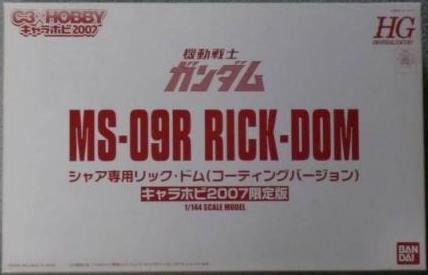 C3×HOBBY
キャラホビ2007
HG
機動戦士
ガンダム
MS-09R RICK-DOM
シャア専用リック・ドム(コーティングバージョン)
キャラホビ2007限定版
1/144 SCALE MODEL
BAN
DAI